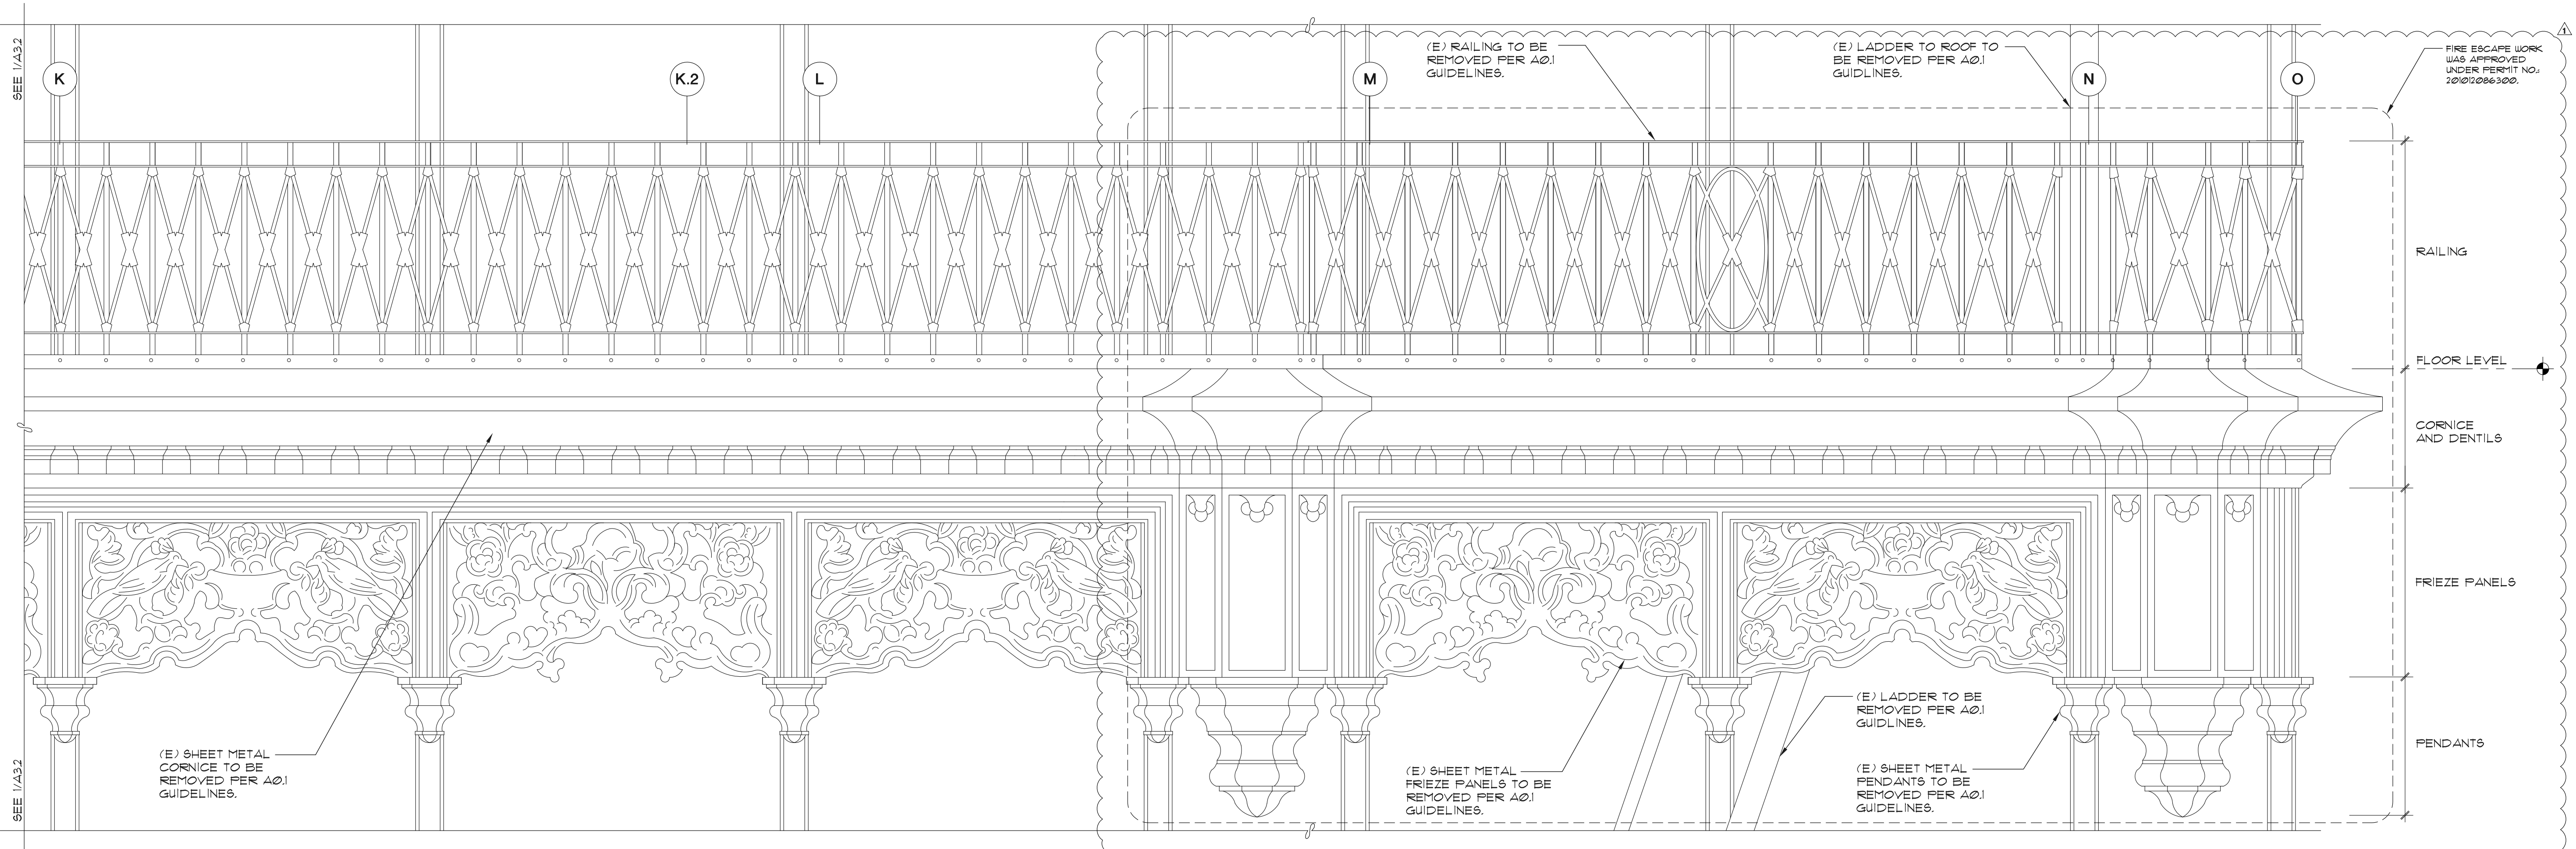 SEE 1/A3.2
K
K.2
L
M
N
O
1
(E) RAILING TO BE
REMOVED PER A0.1
GUIDELINES.
(E) LADDER TO ROOF TO
BE REMOVED PER A0.1
GUIDLINES.
FIRE ESCAPE WORK
WAS APPROVED
UNDER PERMIT NO.:
201012086300.
RAILING
FLOOR LEVEL
CORNICE
AND DENTILS
FRIEZE PANELS
PENDANTS
SEE 1/A3.2
(E) SHEET METAL
CORNICE TO BE
REMOVED PER A0.1
GUIDELINES.
(E) SHEET METAL
FRIEZE PANELS TO BE
REMOVED PER A0.1
GUIDELINES.
(E) LADDER TO BE
REMOVED PER A0.1
GUIDLINES.
(E) SHEET METAL
PENDANTS TO BE
REMOVED PER A0.1
GUIDELINES.